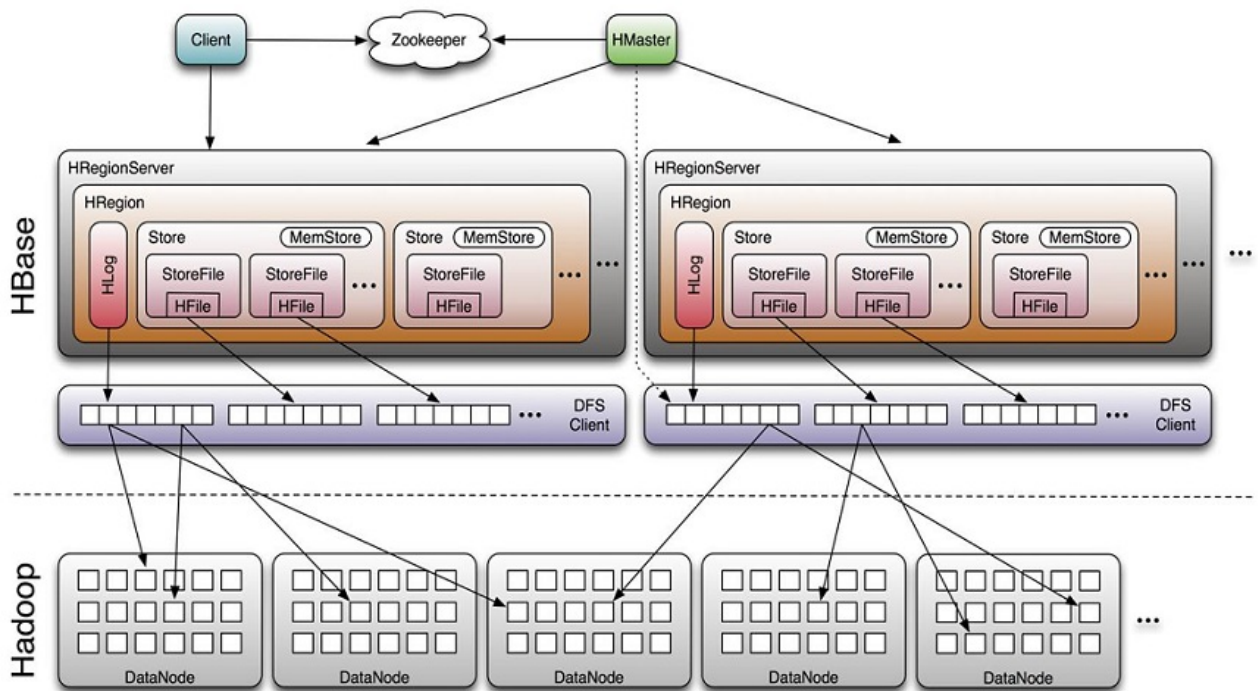 Client
Zookeeper
HMaster
HBase
HRegionServer
HRegion
HLog
Store
MemStore
StoreFile
HFile
StoreFile
HFile
...
Store
MemStore
StoreFile
HFile
...
...
HRegionServer
HRegion
HLog
Store
MemStore
StoreFile
HFile
StoreFile
HFile
...
Store
MemStore
StoreFile
HFile
...
...
...
...
DFS
Client
...
DFS
Client
Hadoop
DataNode
DataNode
DataNode
DataNode
DataNode
...